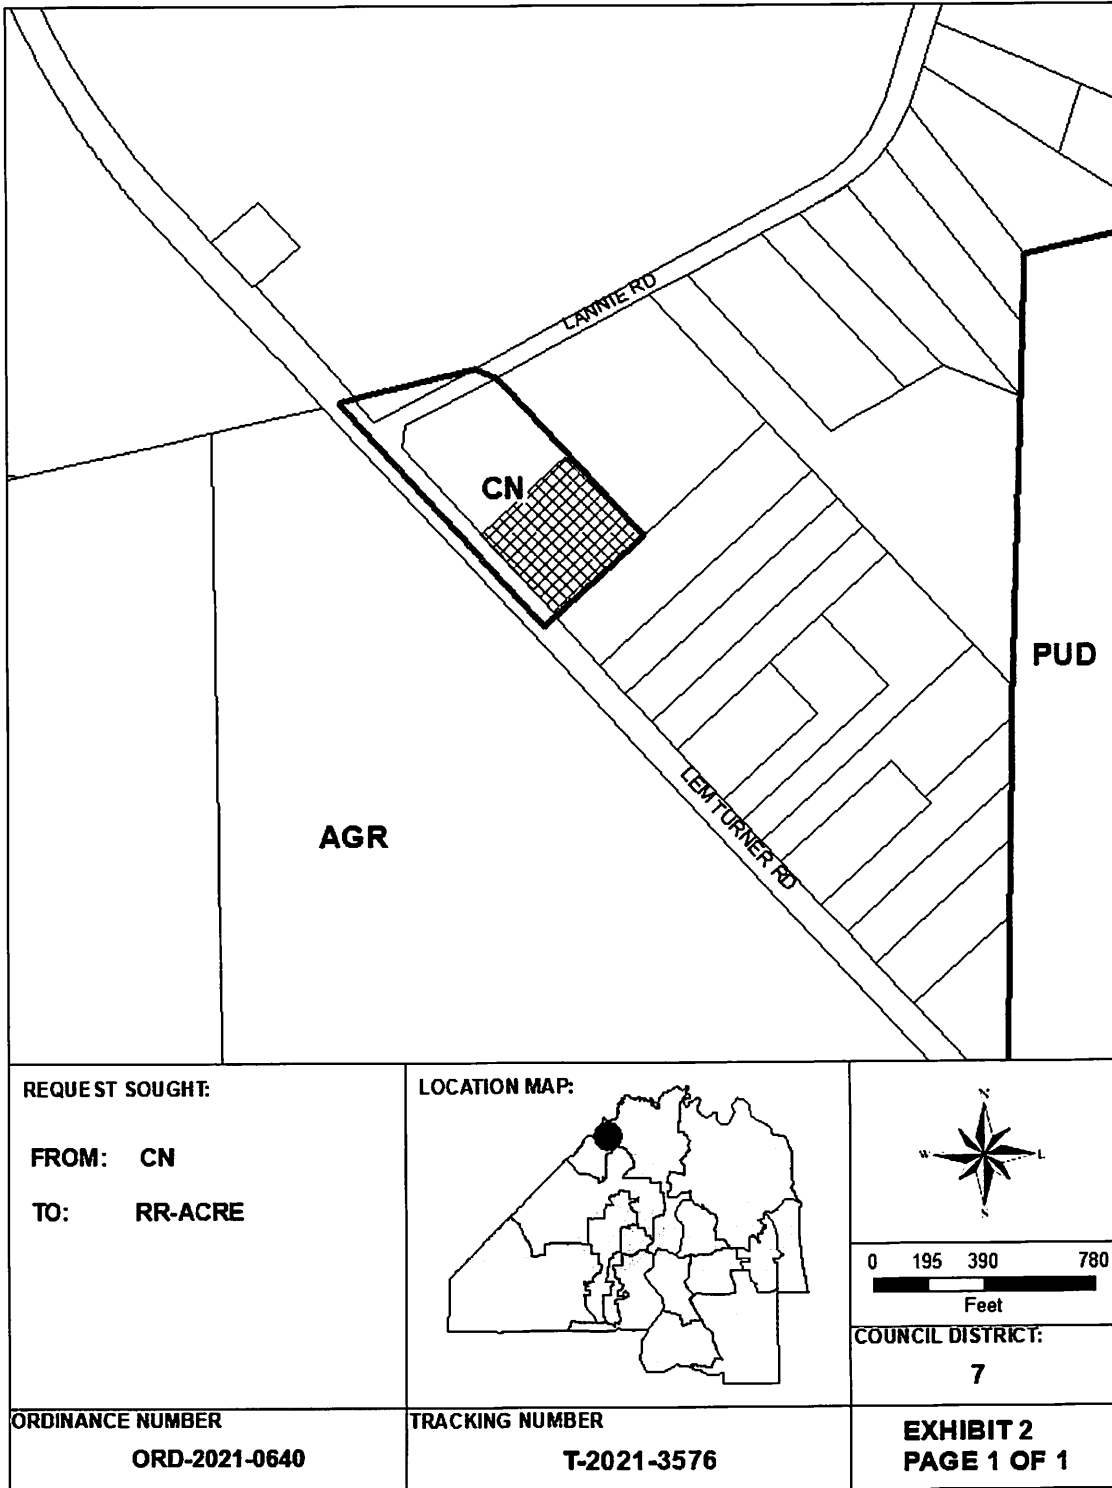 LANNIE RD
CN
PUD
LEM TURNER RD
AGR
REQUEST SOUGHT:
FROM: CN
TO: RR-ACRE
LOCATION MAP:
0 195 390 780
Feet
COUNCIL DISTRICT:
7
ORDINANCE NUMBER
ORD-2021-0640
TRACKING NUMBER
T-2021-3576
EXHIBIT 2
PAGE 1 OF 1